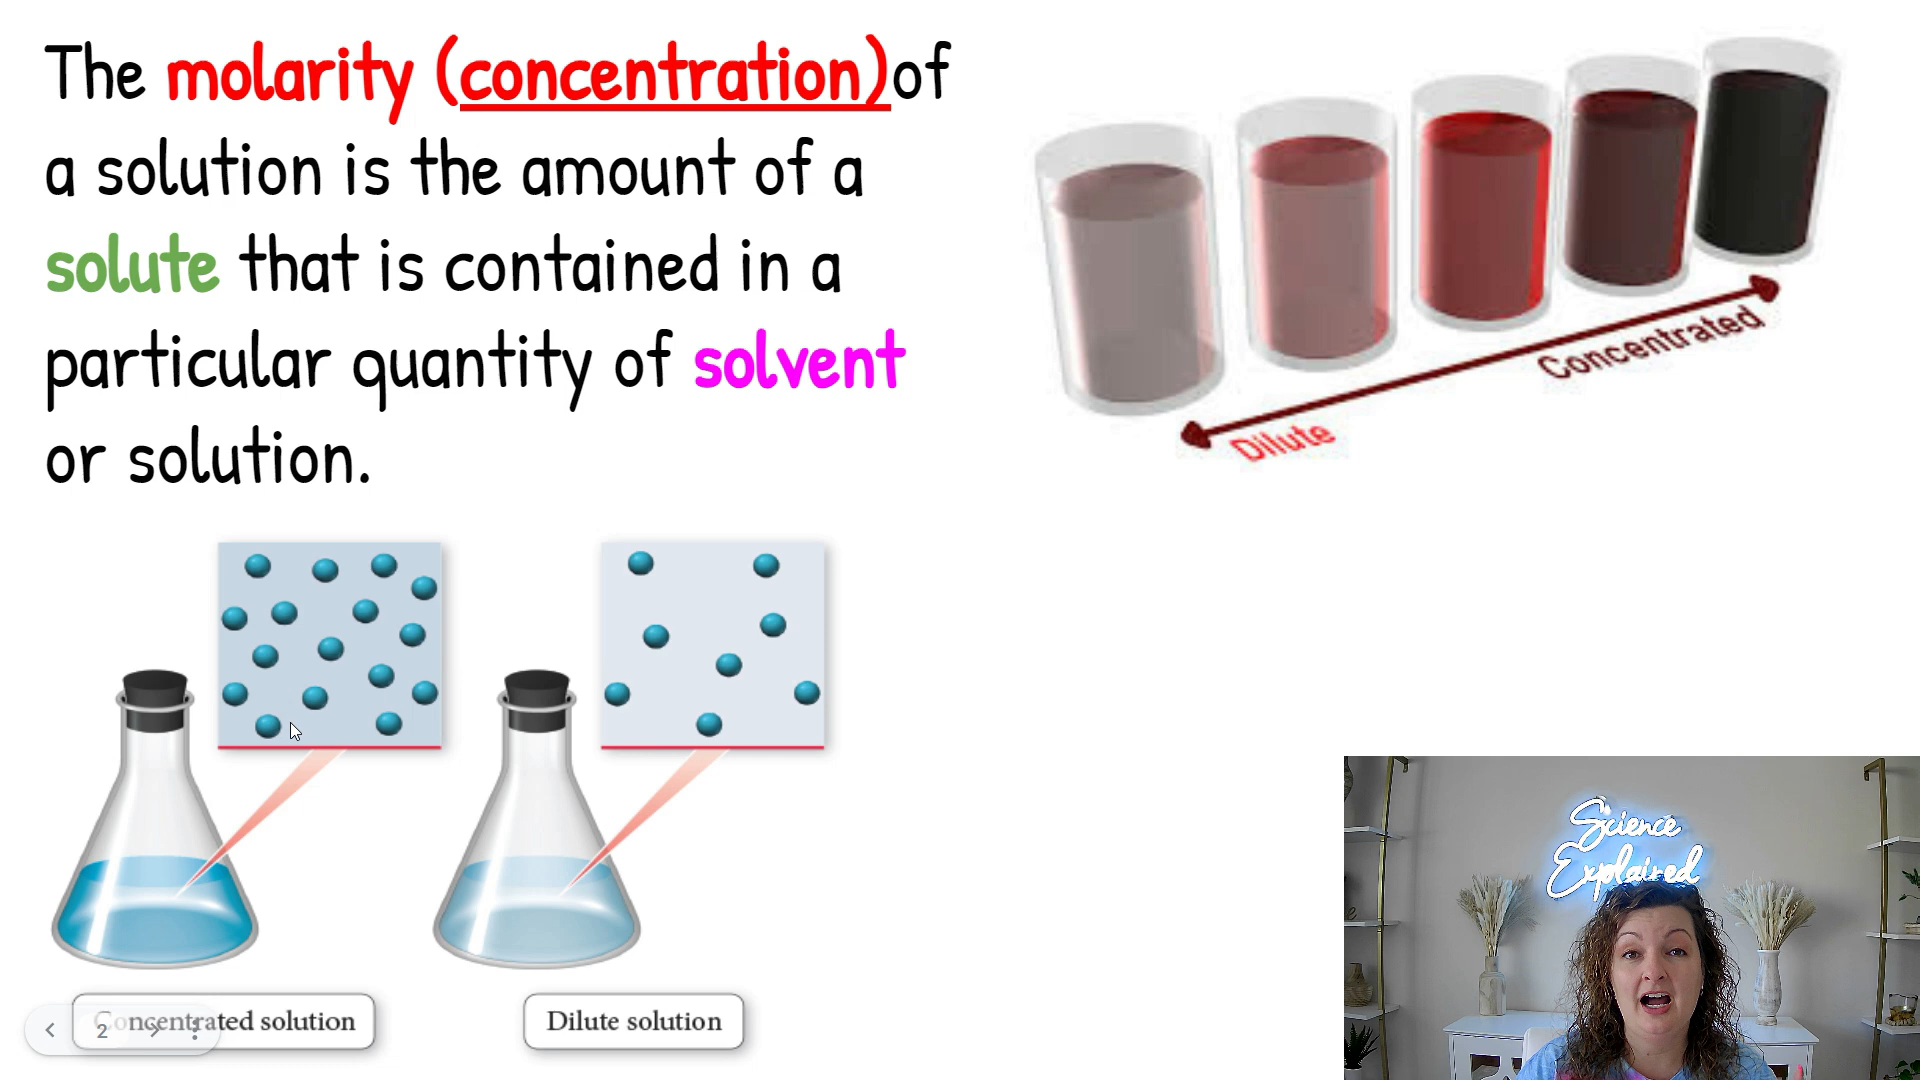 The molarity (concentration)of
a solution is the amount of a
solute that is contained in a
particular quantity of solvent
or solution.
Dilute
Concentrated
Concentrated solution
Dilute solution
2
Science
Explained